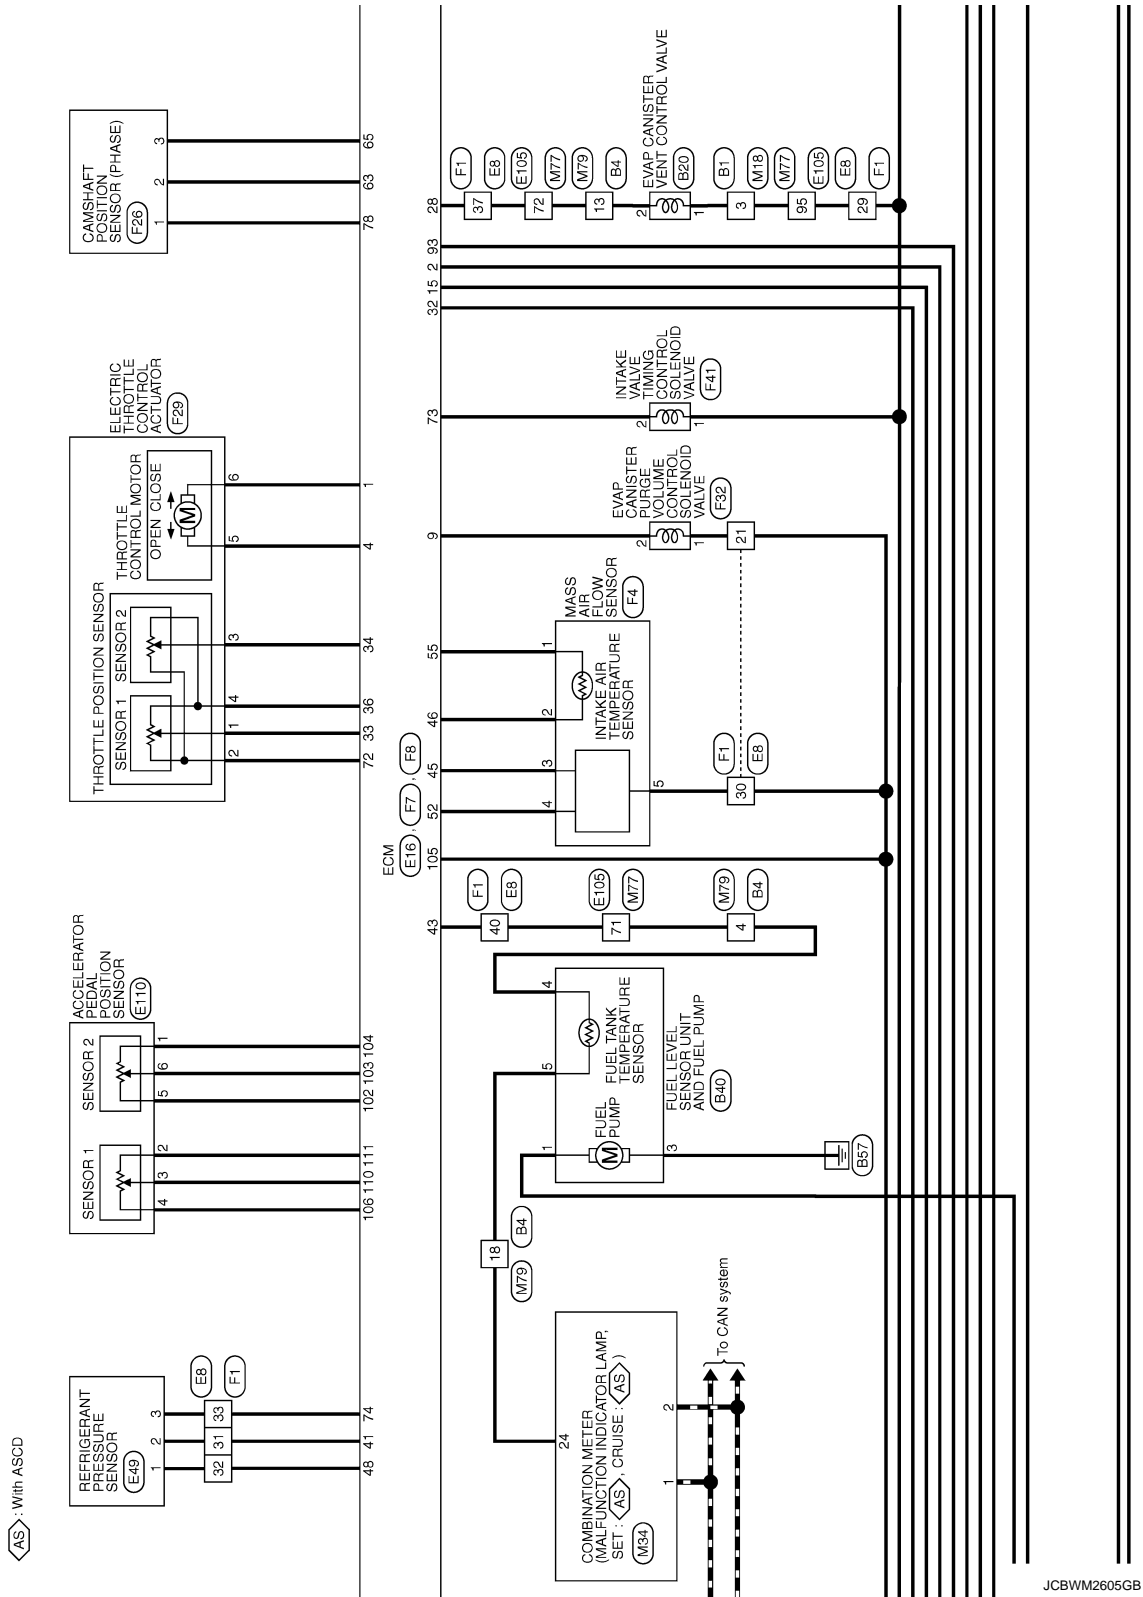 AS : With ASCD
REFRIGERANT
PRESSURE
SENSOR
E49
1 2 3
32 31 33
E8
F1
48 41 74
ACCELERATOR
PEDAL
POSITION
SENSOR
E110
SENSOR 1
SENSOR 2
4 3 2 5 6 1
106 110 111 102 103 104
ELECTRIC
THROTTLE
CONTROL
ACTUATOR
F29
THROTTLE POSITION SENSOR
SENSOR 1
SENSOR 2
THROTTLE
CONTROL MOTOR
OPEN CLOSE
M
2 1 4 3 5 6
72 33 36 34 4 1
CAMSHAFT
POSITION
SENSOR (PHASE)
F26
1 2 3
78 63 65
ECM
E16 , F7 , F8
43 105 52 45 46 55 9 73 32 15 2 93 28
COMBINATION METER
(MALFUNCTION INDICATOR LAMP,
SET : AS , CRUISE : AS )
M34
24
1 2
To CAN system
M79
18
B4
FUEL
PUMP
M
FUEL TANK
TEMPERATURE
SENSOR
1 5 4
3
FUEL LEVEL
SENSOR UNIT
AND FUEL PUMP
B40
B57
40
F1
E8
71
E105
M77
4
M79
B4
MASS
AIR
FLOW
SENSOR
F4
INTAKE AIR
TEMPERATURE
SENSOR
4 3 2 1
5
30
F1
E8
EVAP
CANISTER
PURGE
VOLUME
CONTROL
SOLENOID
VALVE
F32
2
1
21
INTAKE
VALVE
TIMING
CONTROL
SOLENOID
VALVE
F41
2
1
37
F1
E8
72
E105
M77
13
M79
B4
EVAP CANISTER
VENT CONTROL VALVE
B20
2
1
3
B1
M18
95
M77
E105
29
E8
F1
JCBWM2605GB